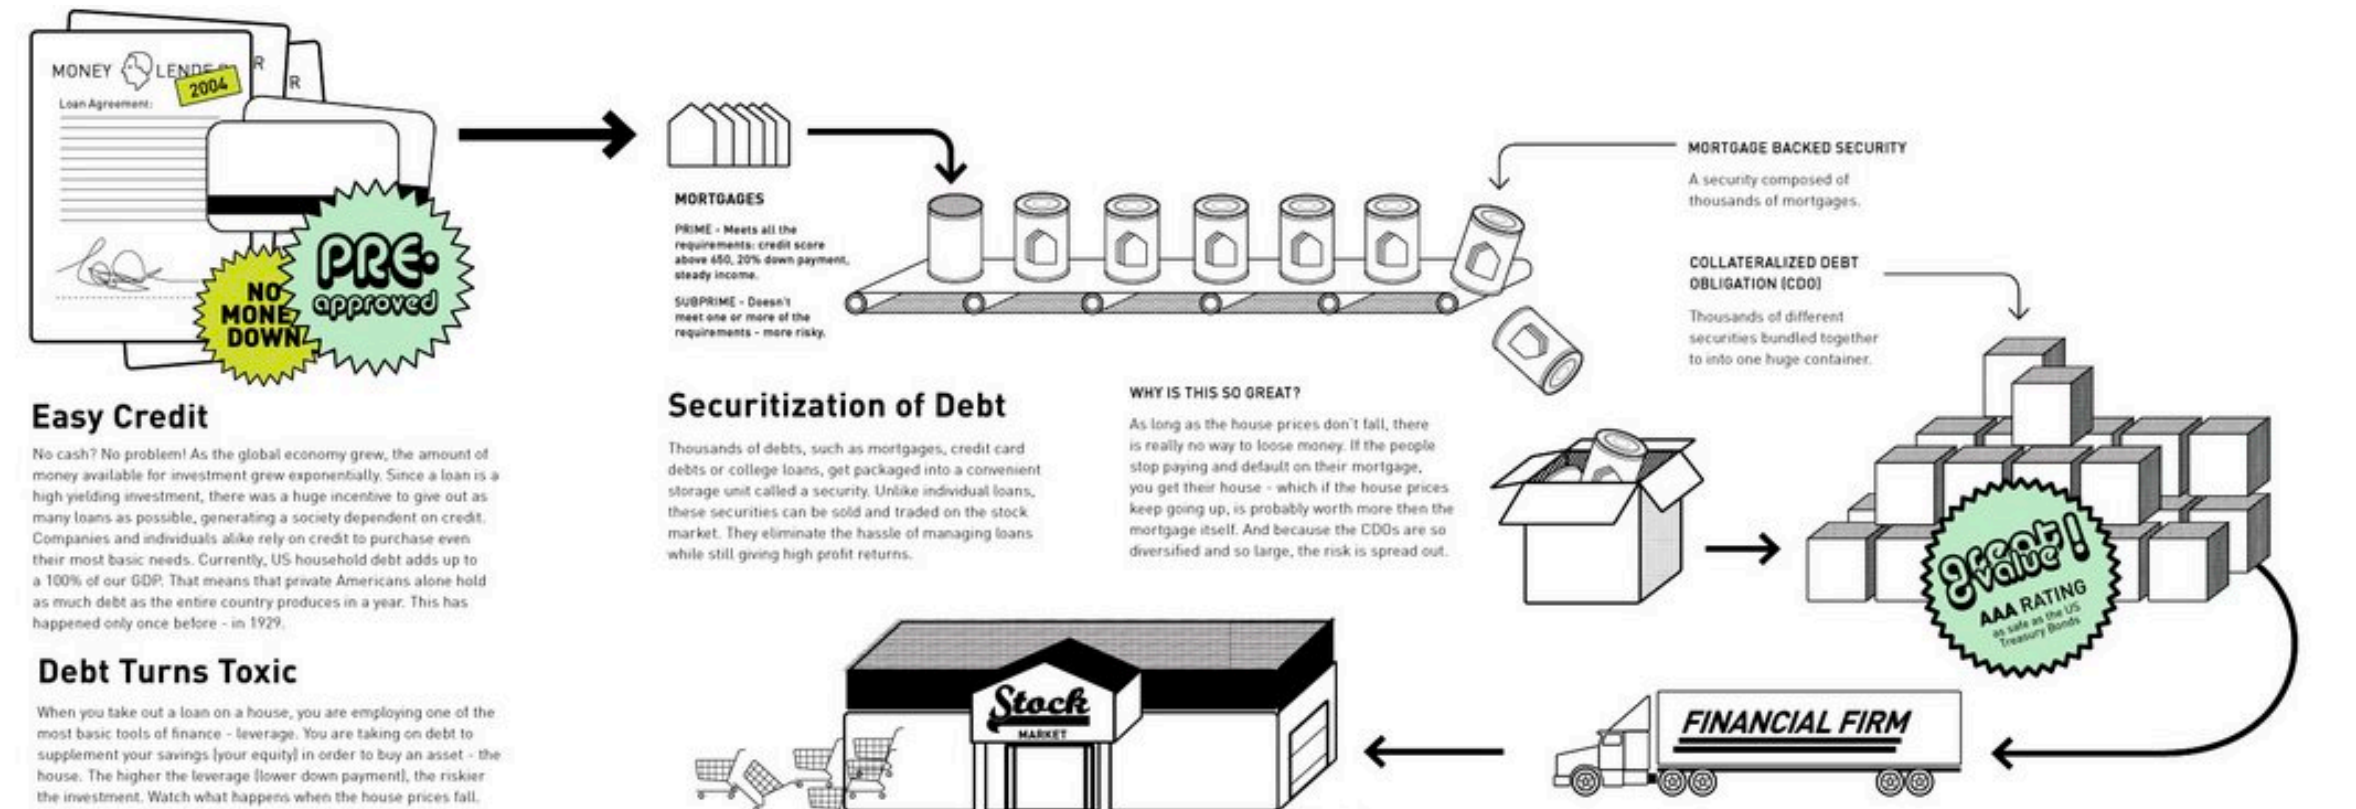 MONEY LENDE
R
R
2004
Loan Agreement:
NO
MONE
DOWN
PRE-
approved
Easy Credit
No cash? No problem! As the global economy grew, the amount of
money available for investment grew exponentially. Since a loan is a
high yielding investment, there was a huge incentive to give out as
many loans as possible, generating a society dependent on credit.
Companies and individuals alike rely on credit to purchase even
their most basic needs. Currently, US household debt adds up to
a 100% of our GDP. That means that private Americans alone hold
as much debt as the entire country produces in a year. This has
happened only once before - in 1929.
Debt Turns Toxic
When you take out a loan on a house, you are employing one of the
most basic tools of finance - leverage. You are taking on debt to
supplement your savings (your equity) in order to buy an asset - the
house. The higher the leverage (lower down payment), the riskier
the investment. Watch what happens when the house prices fall.
MORTGAGES
PRIME - Meets all the
requirements: credit score
above 650, 20% down payment,
steady income.
SUBPRIME - Doesn't
meet one or more of the
requirements - more risky.
Securitization of Debt
Thousands of debts, such as mortgages, credit card
debts or college loans, get packaged into a convenient
storage unit called a security. Unlike individual loans,
these securities can be sold and traded on the stock
market. They eliminate the hassle of managing loans
while still giving high profit returns.
WHY IS THIS SO GREAT?
As long as the house prices don't fall, there
is really no way to loose money. If the people
stop paying and default on their mortgage,
you get their house - which if the house prices
keep going up, is probably worth more then the
mortgage itself. And because the CDOs are so
diversified and so large, the risk is spread out.
MORTGAGE BACKED SECURITY
A security composed of
thousands of mortgages.
COLLATERALIZED DEBT
OBLIGATION (CDO)
Thousands of different
securities bundled together
to into one huge container.
great
value!
AAA RATING
as safe as the US
Treasury Bonds
FINANCIAL FIRM
Stock
MARKET